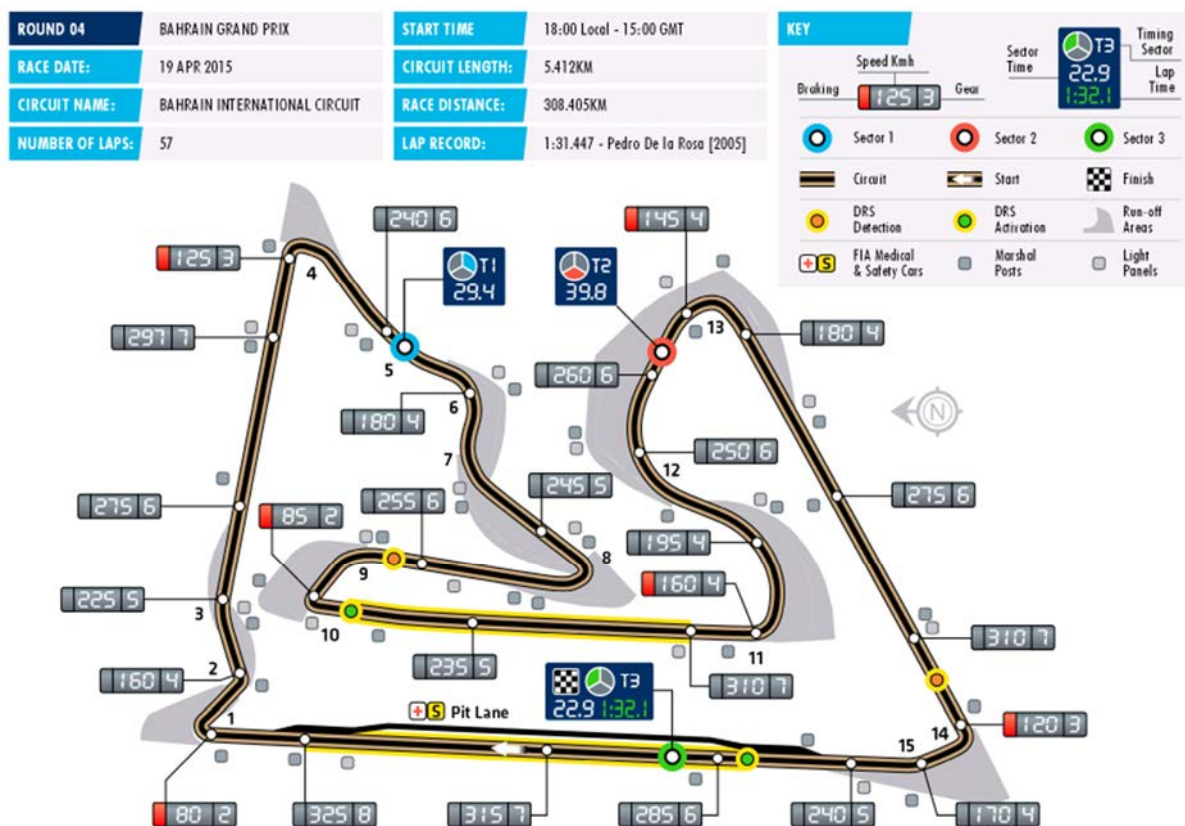 ROUND 04 BAHRAIN GRAND PRIX
RACE DATE: 19 APR 2015
CIRCUIT NAME: BAHRAIN INTERNATIONAL CIRCUIT
NUMBER OF LAPS: 57
START TIME 18:00 Local - 15:00 GMT
CIRCUIT LENGTH: 5.412KM
RACE DISTANCE: 308.405KM
LAP RECORD: 1:31.447 - Pedro De la Rosa [2005]
KEY
Speed Kmh
Braking 125 3 Gear
Sector Time
T3
22.9
1:32.1
Timing Sector
Lap Time
Sector 1 Sector 2 Sector 3
Circuit Start Finish
DRS Detection
DRS Activation
Run-off Areas
+ S FIA Medical & Safety Cars
Marshal Posts
Light Panels
240 6
145 4
125 3
4
T1
29.4
T2
39.8
13
297 7
5
180 4
260 6
6
180 4
N
7
12
250 6
275 6
255 6
245 5
275 6
85 2
195 4
9
8
225 5
3
160 4
10
11
310 7
235 5
310 7
160 4
2
T3
22.9 1:32.1
+ S Pit Lane
1
15
14
120 3
80 2
325 8
315 7
285 6
240 5
170 4